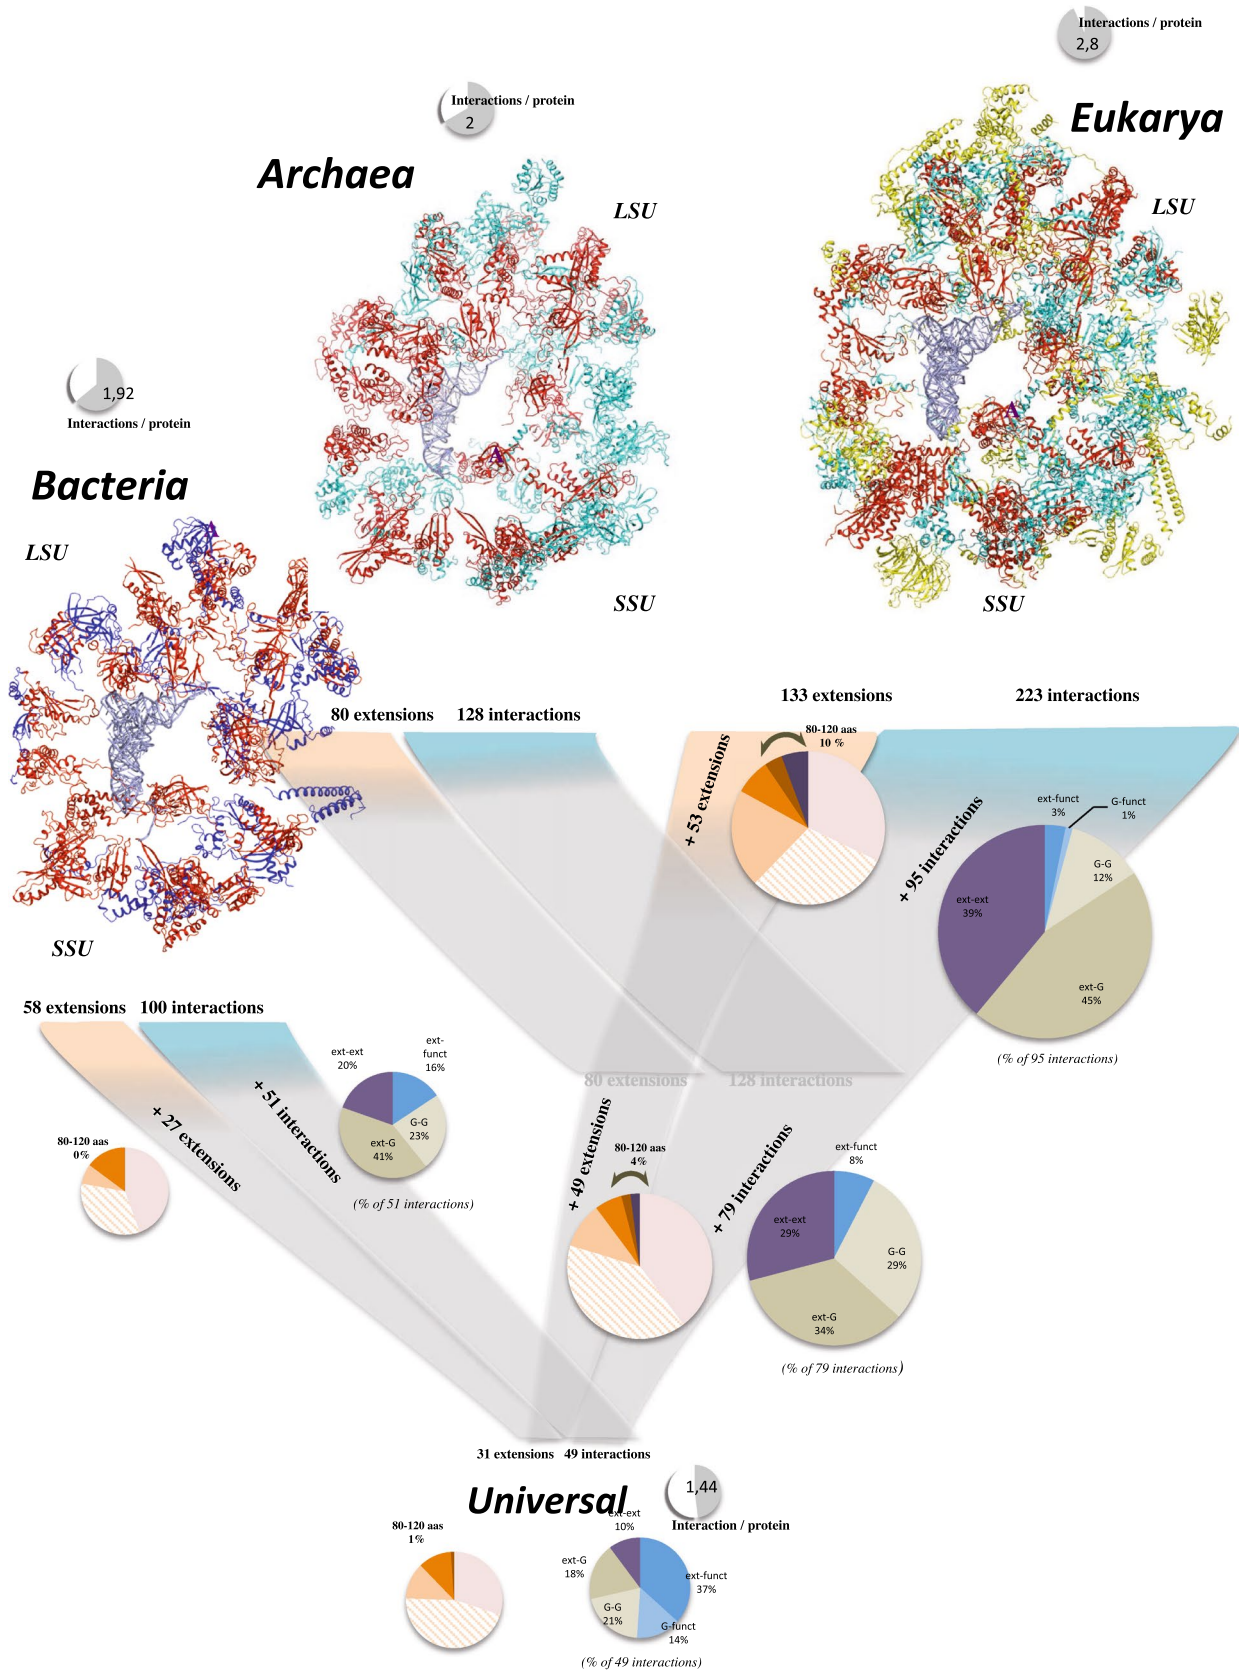 Interactions / protein
2,8
Eukarya
LSU
Interactions / protein
2
Archaea
LSU
A
A
SSU
SSU
1,92
Interactions / protein
Bacteria
LSU
A
SSU
80 extensions
128 interactions
133 extensions
223 interactions
80-120 aas
10 %
+ 53 extensions
+ 95 interactions
ext-funct
3%
G-funct
1%
G-G
12%
ext-ext
39%
ext-G
45%
(% of 95 interactions)
58 extensions
100 interactions
+ 27 extensions
+ 51 interactions
80-120 aas
0%
ext-ext
20%
ext-
funct
16%
G-G
23%
ext-G
41%
(% of 51 interactions)
80 extensions
128 interactions
+ 49 extensions
80-120 aas
4%
+ 79 interactions
ext-funct
8%
ext-ext
29%
G-G
29%
ext-G
34%
(% of 79 interactions)
31 extensions
49 interactions
Universal
1,44
Interaction / protein
80-120 aas
1%
ext-ext
10%
ext-G
18%
ext-funct
37%
G-G
21%
G-funct
14%
(% of 49 interactions)